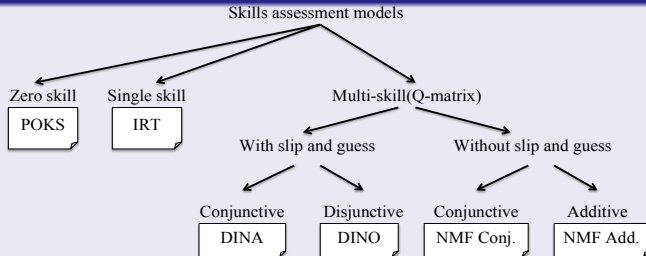 Skills assessment models
Zero skill Single skill Multi-skill(Q-matrix)
POKS IRT
With slip and guess Without slip and guess
Conjunctive Disjunctive Conjunctive Additive
DINA DINO NMF Conj. NMF Add.